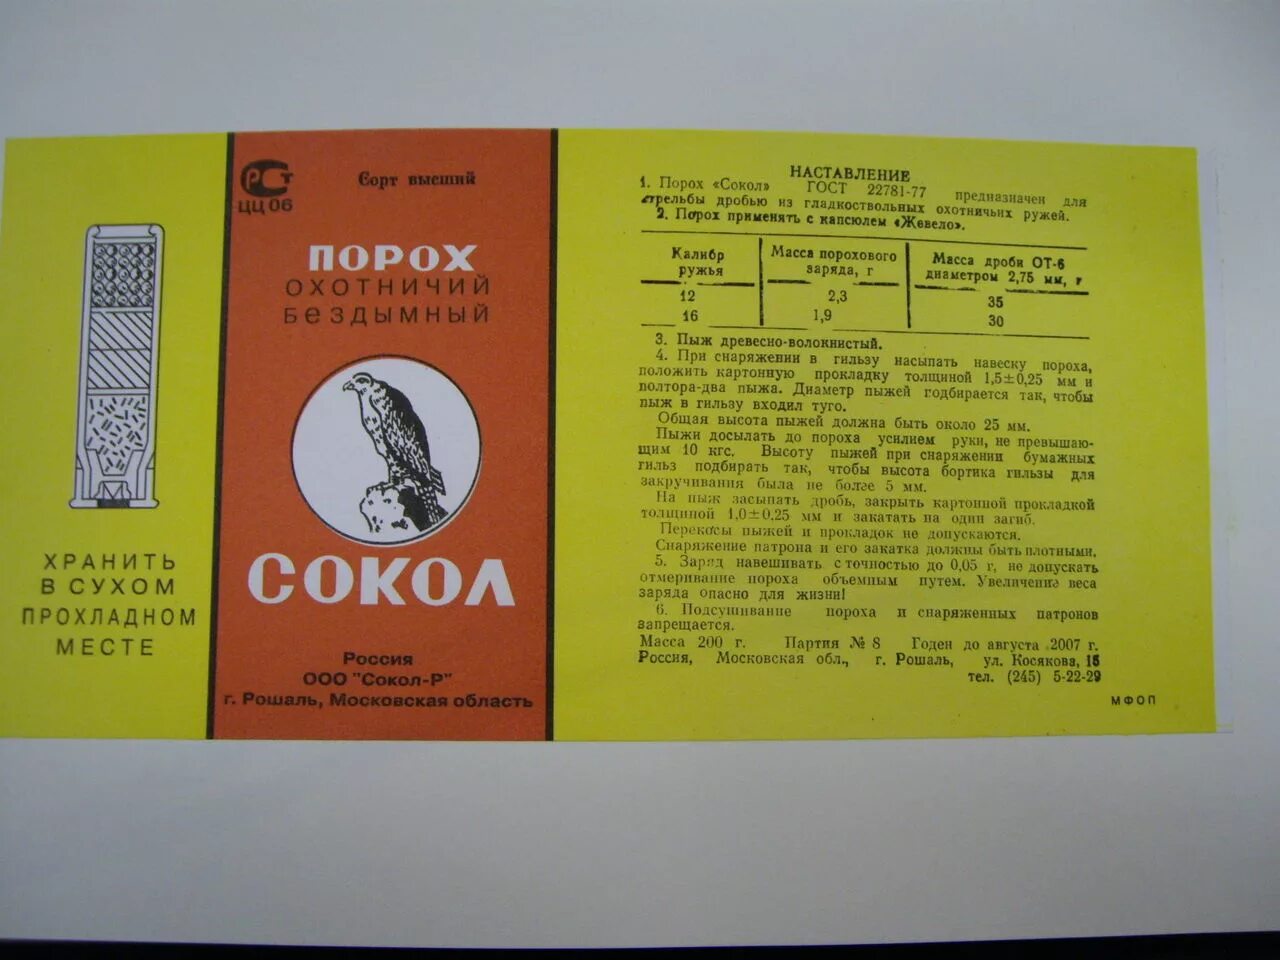 ХРАНИТЬ
В СУХОМ
ПРОХЛАДНОМ
МЕСТЕ
РСТ
ЦЦ 06
Сорт высший
ПОРОХ
ОХОТНИЧИЙ
БеЗДЫМНЫЙ
СОКОЛ
Россия
ООО "Сокол-Р"
г. Рошаль, Московская область
НАСТАВЛЕНИЕ
1. Порох «Сокол» ГОСТ 22781-77 предназначен для
стрельбы дробью из гладкоствольных охотничьих ружей.
2. Порох применять с капсюлем «Жевело».
Калибр ружья Масса порохового заряда, г Масса дроби ОТ-6 диаметром 2,75 мм, г
12 2,3 35
16 1,9 30
3. Пыж древесно-волокнистый.
4. При снаряжении в гильзу насыпать навеску пороха,
положить картонную прокладку толщиной 1,5±0,25 мм и
полтора-два пыжа. Диаметр пыжей годбирается так, чтобы
пыж в гильзу входил туго.
Общая высота пыжей должна быть около 25 мм.
Пыжи досылать до пороха усилием руки, не превышаю-
щим 10 кгс. Высоту пыжей при снаряжении бумажных
гильз подбирать так, чтобы высота бортика гильзы для
закручивания была не более 5 мм.
На пыж засыпать дробь, закрыть картонной прокладкой
толщиной 1,0±0,25 мм и закатать на один загиб.
Перекосы пыжей и прокладок не допускаются.
Снаряжение патрона и его закатка должны быть плотными.
5. Заряд навешивать с точностью до 0,05 г, не допускать
отмеривание пороха объемным путем. Увеличение веса
заряда опасно для жизни!
6. Подсушивание пороха и снаряженных патронов
запрещается.
Масса 200 г. Партия № 8 Годен до августа 2007 г.
Россия, Московская обл., г. Рошаль, ул. Косякова, 15
тел. (245) 5-22-29
МФОП